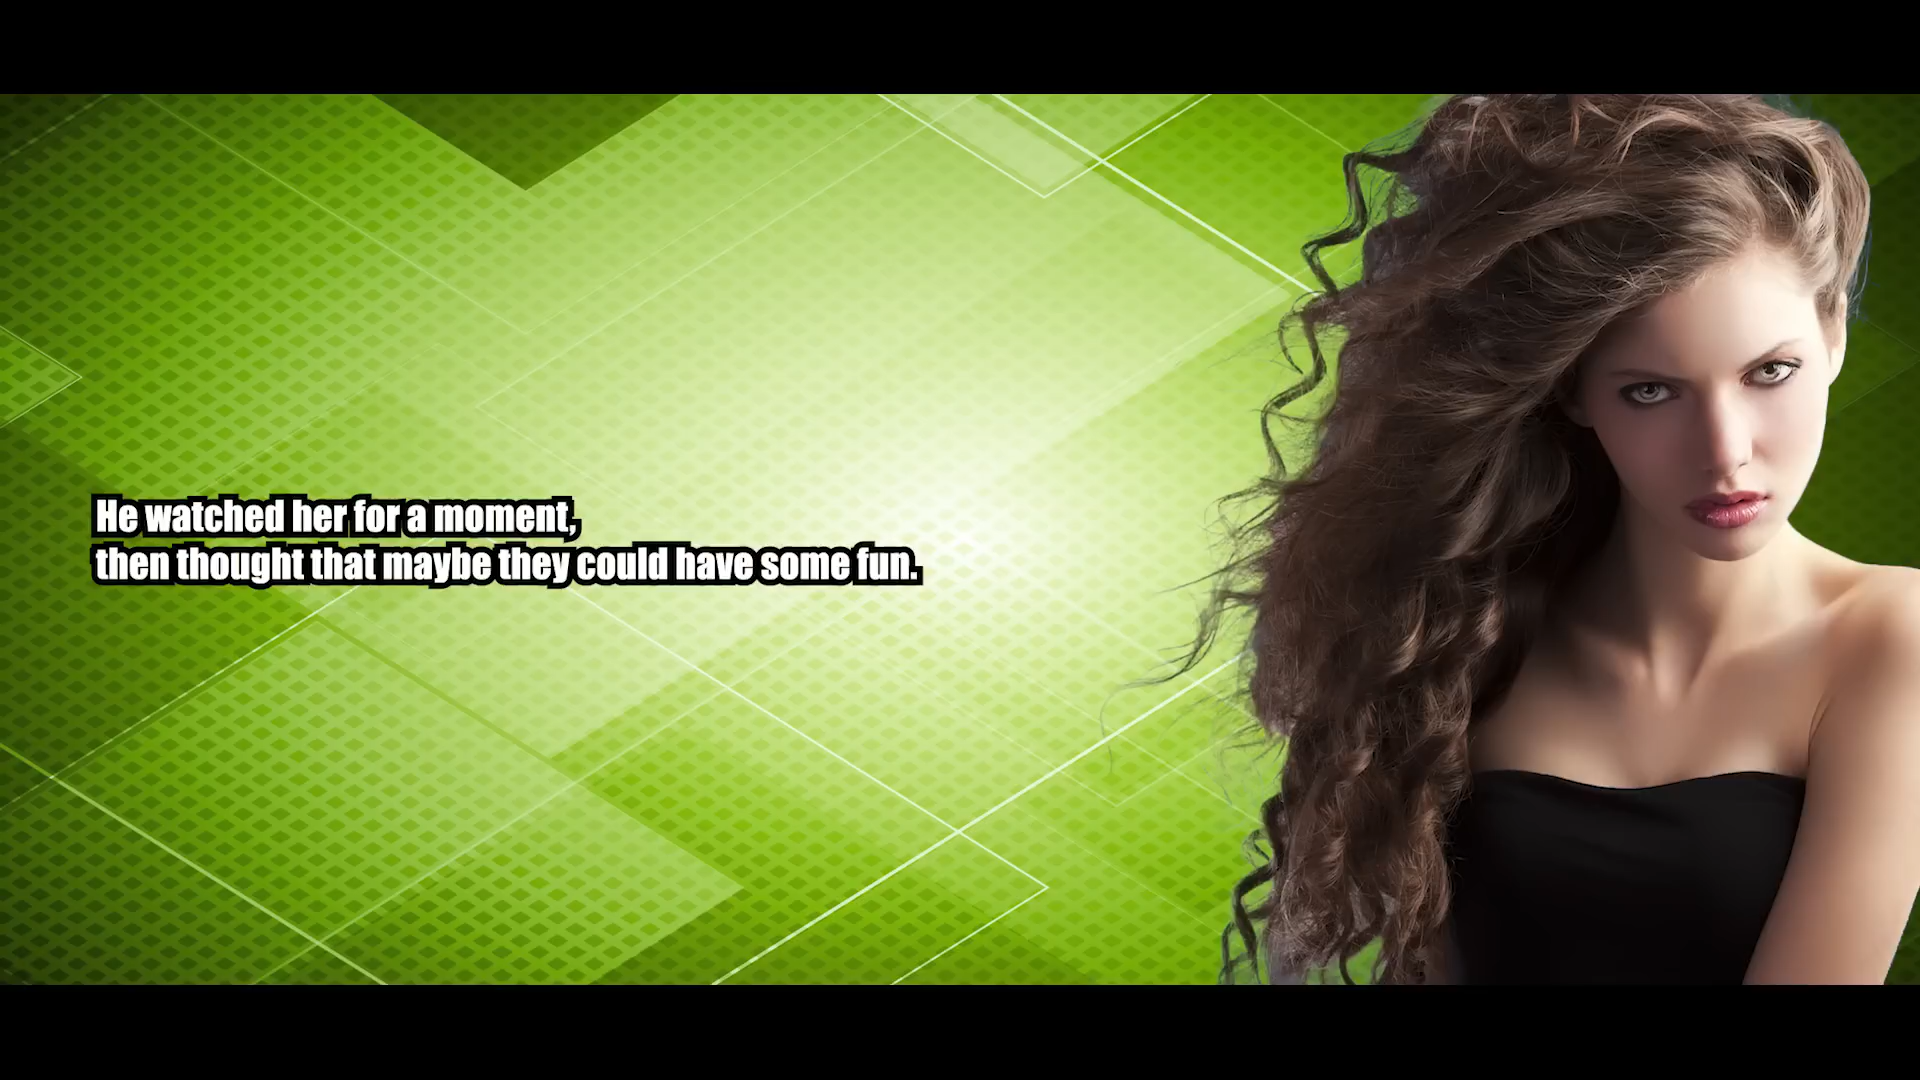 He watched her for a moment,
then thought that maybe they could have some fun.